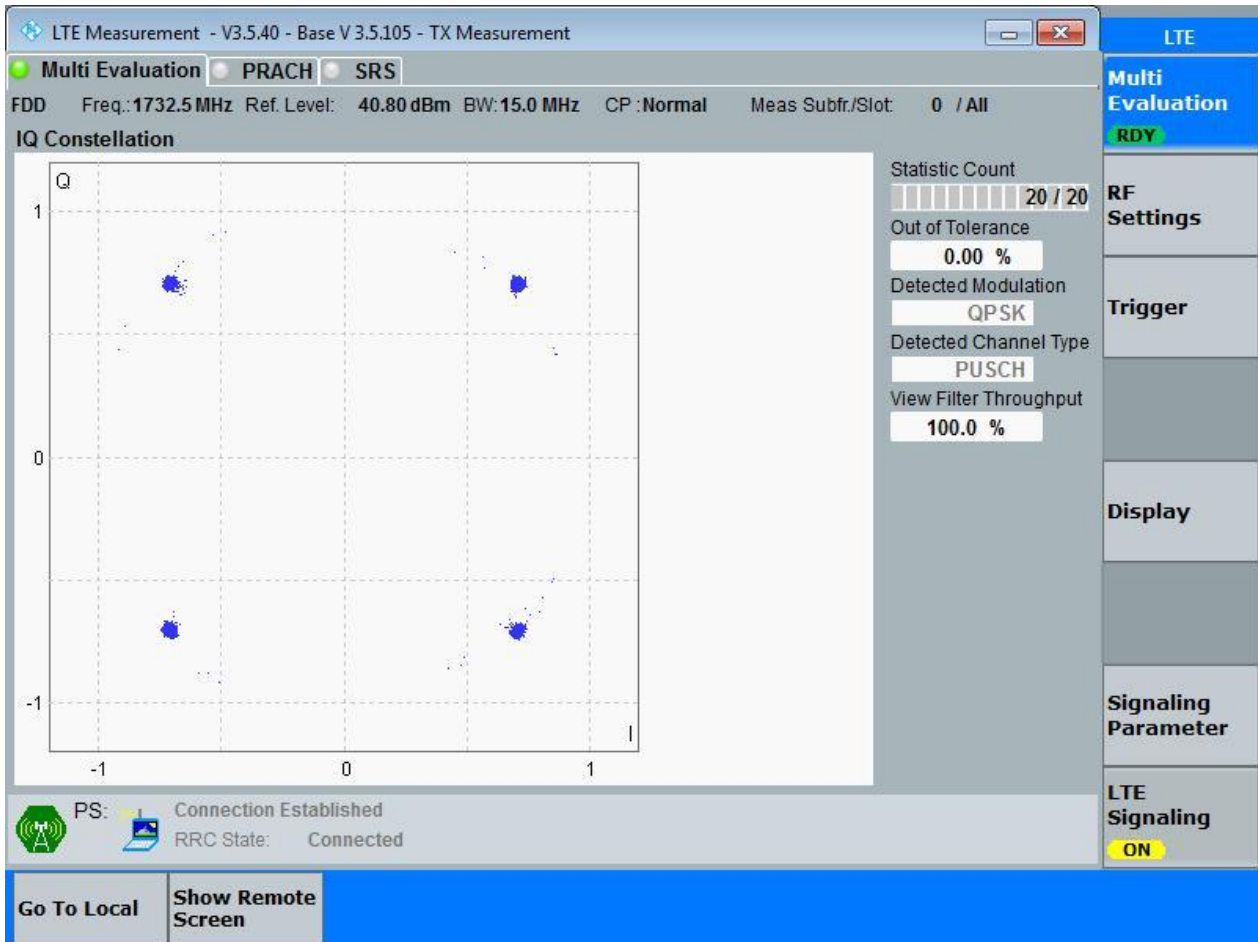 LTE Measurement - V3.5.40 - Base V 3.5.105 - TX Measurement
LTE
Multi Evaluation PRACH SRS
Multi
Evaluation
RDY
FDD Freq.:1732.5 MHz Ref. Level: 40.80 dBm BW:15.0 MHz CP :Normal Meas Subfr./Slot: 0 / All
IQ Constellation
Q
1
0
-1
I
-1 0 1
Statistic Count
20 / 20
Out of Tolerance
0.00 %
Detected Modulation
QPSK
Detected Channel Type
PUSCH
View Filter Throughput
100.0 %
RF
Settings
Trigger
Display
Signaling
Parameter
LTE
Signaling
ON
PS: Connection Established
RRC State: Connected
Go To Local
Show Remote
Screen